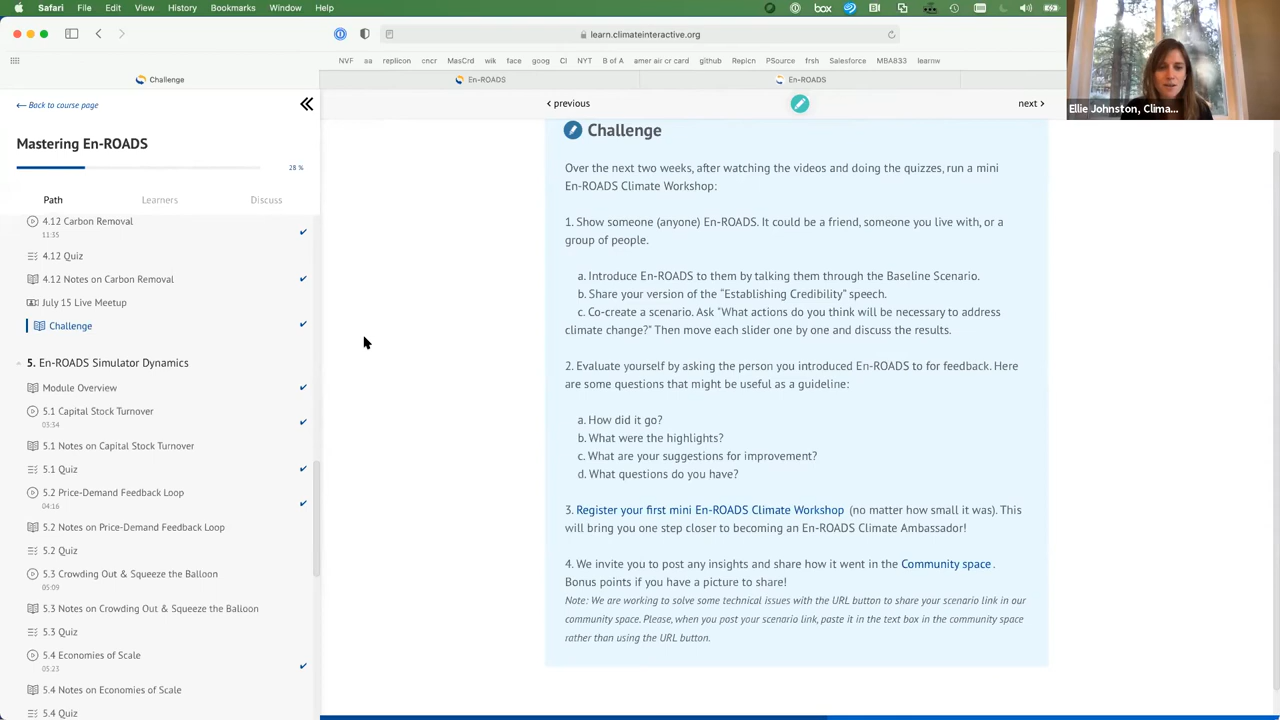 Safari File Edit View History Bookmarks Window Help
box
learn.climateinteractive.org
NVF aa replicon cncr MasCrd wik face goog CI NYT B of A amer air or card github Replcn PSource frsh Salesforce MBA833 learnw
Challenge
En-ROADS
En-ROADS
Ellie Johnston, Clima...
← Back to course page
‹ previous
next ›
Mastering En-ROADS
28 %
Path Learners Discuss
4.12 Carbon Removal
11:35
4.12 Quiz
4.12 Notes on Carbon Removal
July 15 Live Meetup
Challenge
5. En-ROADS Simulator Dynamics
Module Overview
5.1 Capital Stock Turnover
03:34
5.1 Notes on Capital Stock Turnover
5.1 Quiz
5.2 Price-Demand Feedback Loop
04:16
5.2 Notes on Price-Demand Feedback Loop
5.2 Quiz
5.3 Crowding Out & Squeeze the Balloon
05:09
5.3 Notes on Crowding Out & Squeeze the Balloon
5.3 Quiz
5.4 Economies of Scale
05:23
5.4 Notes on Economies of Scale
5.4 Quiz
Challenge
Over the next two weeks, after watching the videos and doing the quizzes, run a mini
En-ROADS Climate Workshop:
1. Show someone (anyone) En-ROADS. It could be a friend, someone you live with, or a
group of people.
a. Introduce En-ROADS to them by talking them through the Baseline Scenario.
b. Share your version of the “Establishing Credibility” speech.
c. Co-create a scenario. Ask "What actions do you think will be necessary to address
climate change?" Then move each slider one by one and discuss the results.
2. Evaluate yourself by asking the person you introduced En-ROADS to for feedback. Here
are some questions that might be useful as a guideline:
a. How did it go?
b. What were the highlights?
c. What are your suggestions for improvement?
d. What questions do you have?
3. Register your first mini En-ROADS Climate Workshop (no matter how small it was). This
will bring you one step closer to becoming an En-ROADS Climate Ambassador!
4. We invite you to post any insights and share how it went in the Community space .
Bonus points if you have a picture to share!
Note: We are working to solve some technical issues with the URL button to share your scenario link in our
community space. Please, when you post your scenario link, paste it in the text box in the community space
rather than using the URL button.